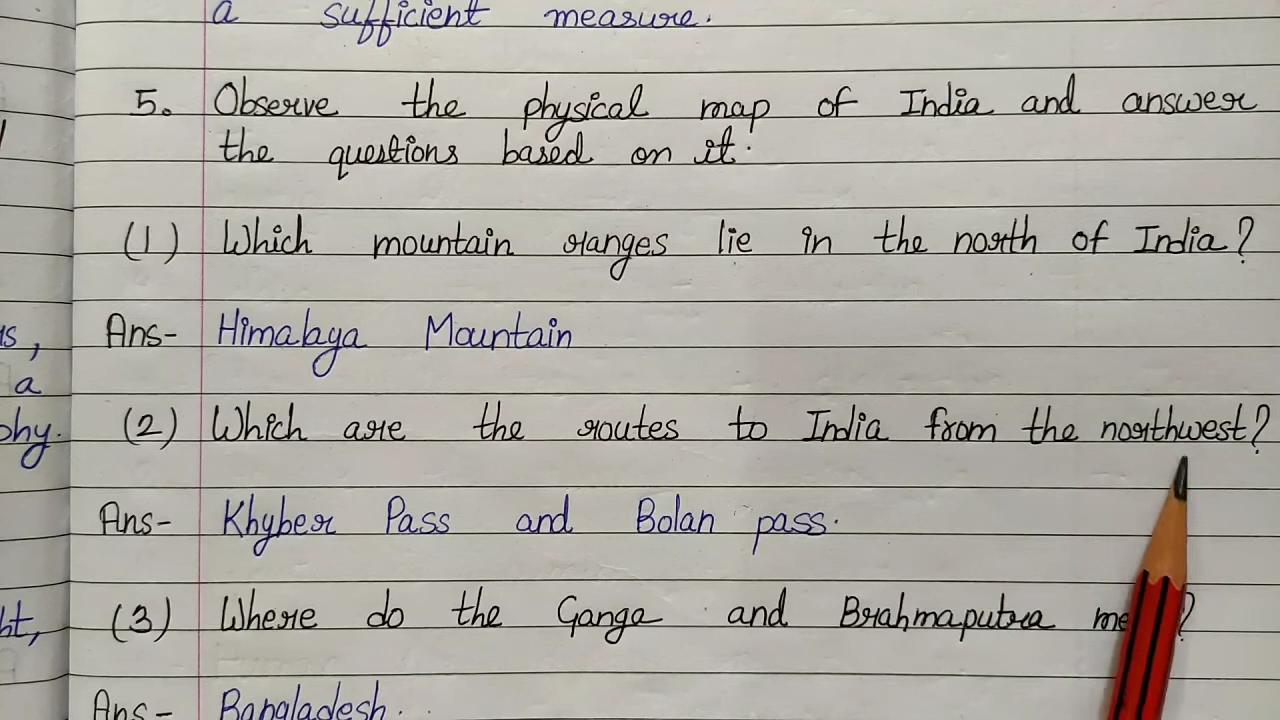 a sufficient measure.
5. Observe the physical map of India and answer
the questions based on it.
(1) Which mountain ranges lie in the north of India?
Ans- Himalaya Mountain
(2) Which are the routes to India from the northwest?
Ans- Khyber Pass and Bolan pass.
(3) Where do the Ganga and Brahmaputra ?
Ans- Bangladesh.
a